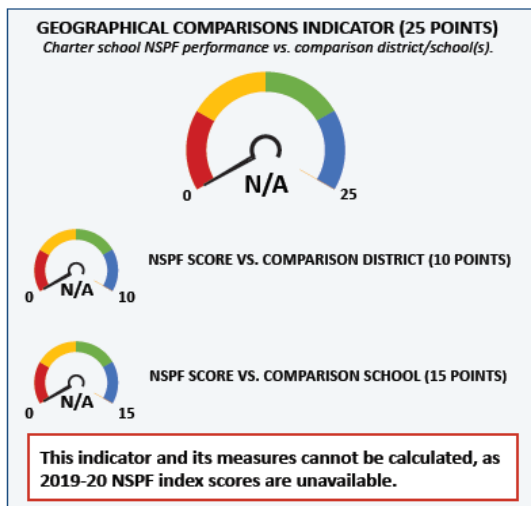 GEOGRAPHICAL COMPARISONS INDICATOR (25 POINTS)
Charter school NSPF performance vs. comparison district/school(s).
N/A
0
25
NSPF SCORE VS. COMPARISON DISTRICT (10 POINTS)
N/A
0
10
NSPF SCORE VS. COMPARISON SCHOOL (15 POINTS)
N/A
0
15
This indicator and its measures cannot be calculated, as
2019-20 NSPF index scores are unavailable.